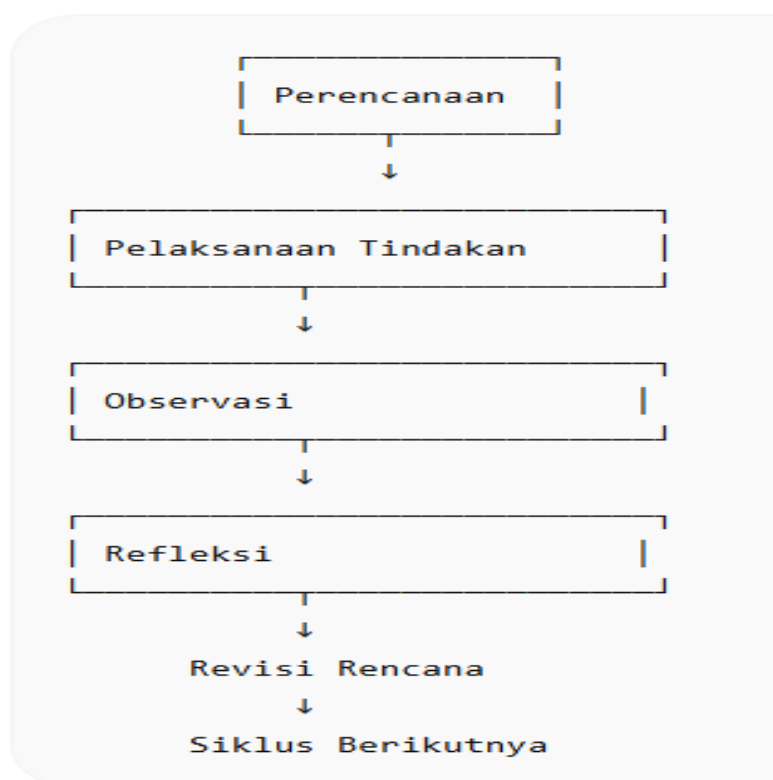 Perencanaan
↓
Pelaksanaan Tindakan
↓
Observasi
↓
Refleksi
↓
Revisi Rencana
↓
Siklus Berikutnya